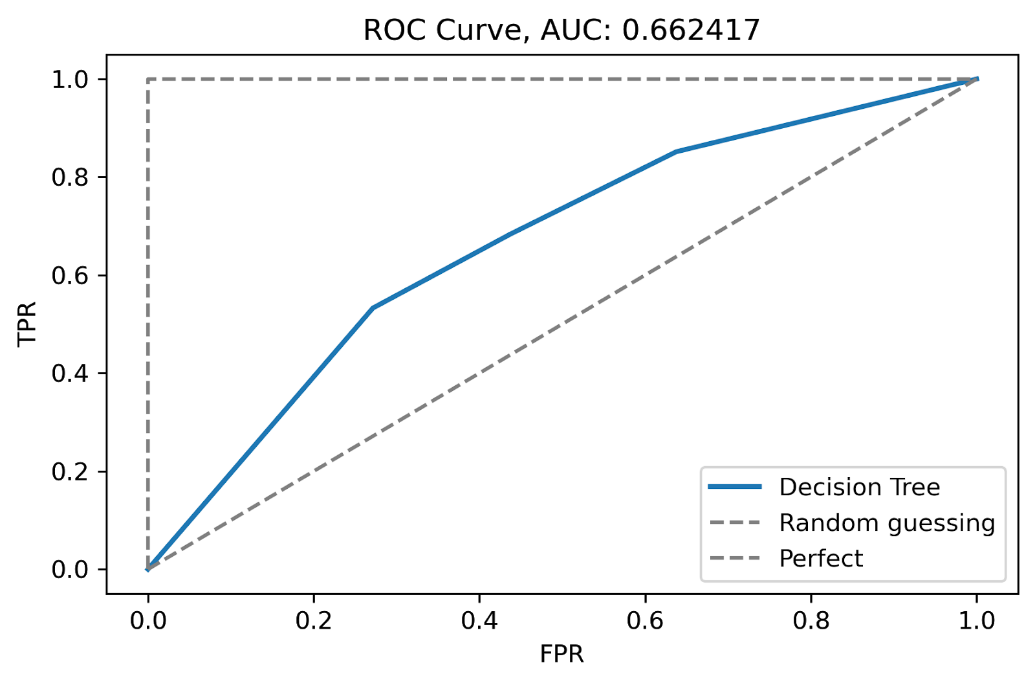 ROC Curve, AUC: 0.662417
TPR
1.0
0.8
0.6
0.4
0.2
0.0
Decision Tree
Random guessing
Perfect
0.0 0.2 0.4 0.6 0.8 1.0
FPR